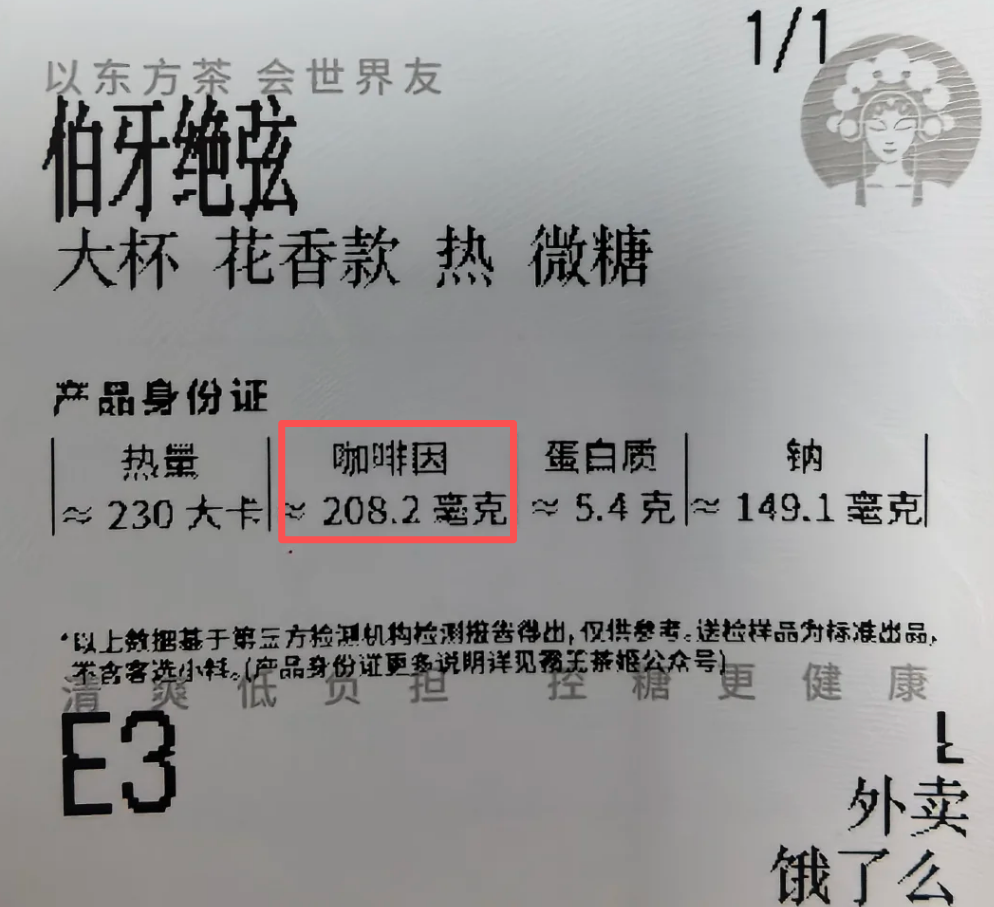 1/1
以东方茶 会世界友
伯牙绝弦
大杯 花香款 热 微糖
产品身份证
热量 咖啡因 蛋白质 钠
≈ 230 大卡 ≈ 208.2 毫克 ≈ 5.4 克 ≈ 149.1 毫克
*以上数据基于第三方检测机构检测报告得出,仅供参考。送检样品为标准出品,
不含客选小料。(产品身份证更多说明详见霸王茶姬公众号)
清爽低负担 控糖更健康
E3
L
外卖
饿了么